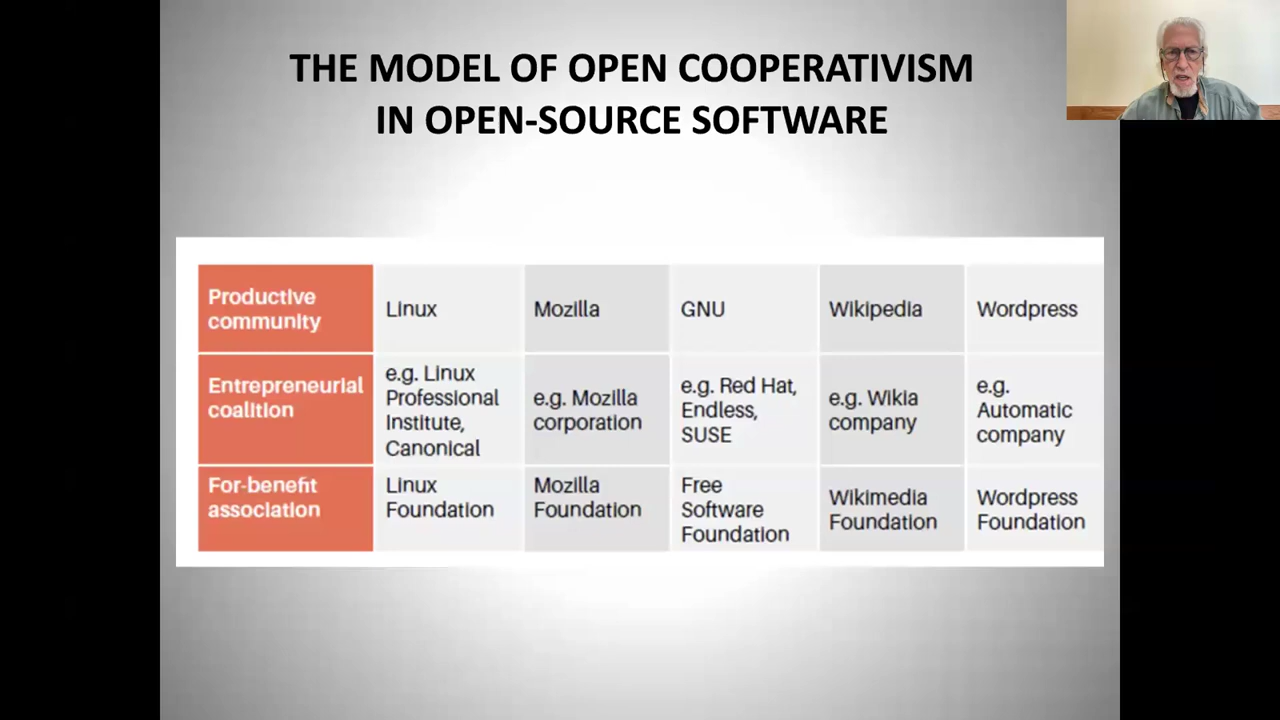 THE MODEL OF OPEN COOPERATIVISM
IN OPEN-SOURCE SOFTWARE
Productive
community
Linux
Mozilla
GNU
Wikipedia
Wordpress
Entrepreneurial
coalition
e.g. Linux
Professional
Institute,
Canonical
e.g. Mozilla
corporation
e.g. Red Hat,
Endless,
SUSE
e.g. Wikia
company
e.g.
Automatic
company
For-benefit
association
Linux
Foundation
Mozilla
Foundation
Free
Software
Foundation
Wikimedia
Foundation
Wordpress
Foundation